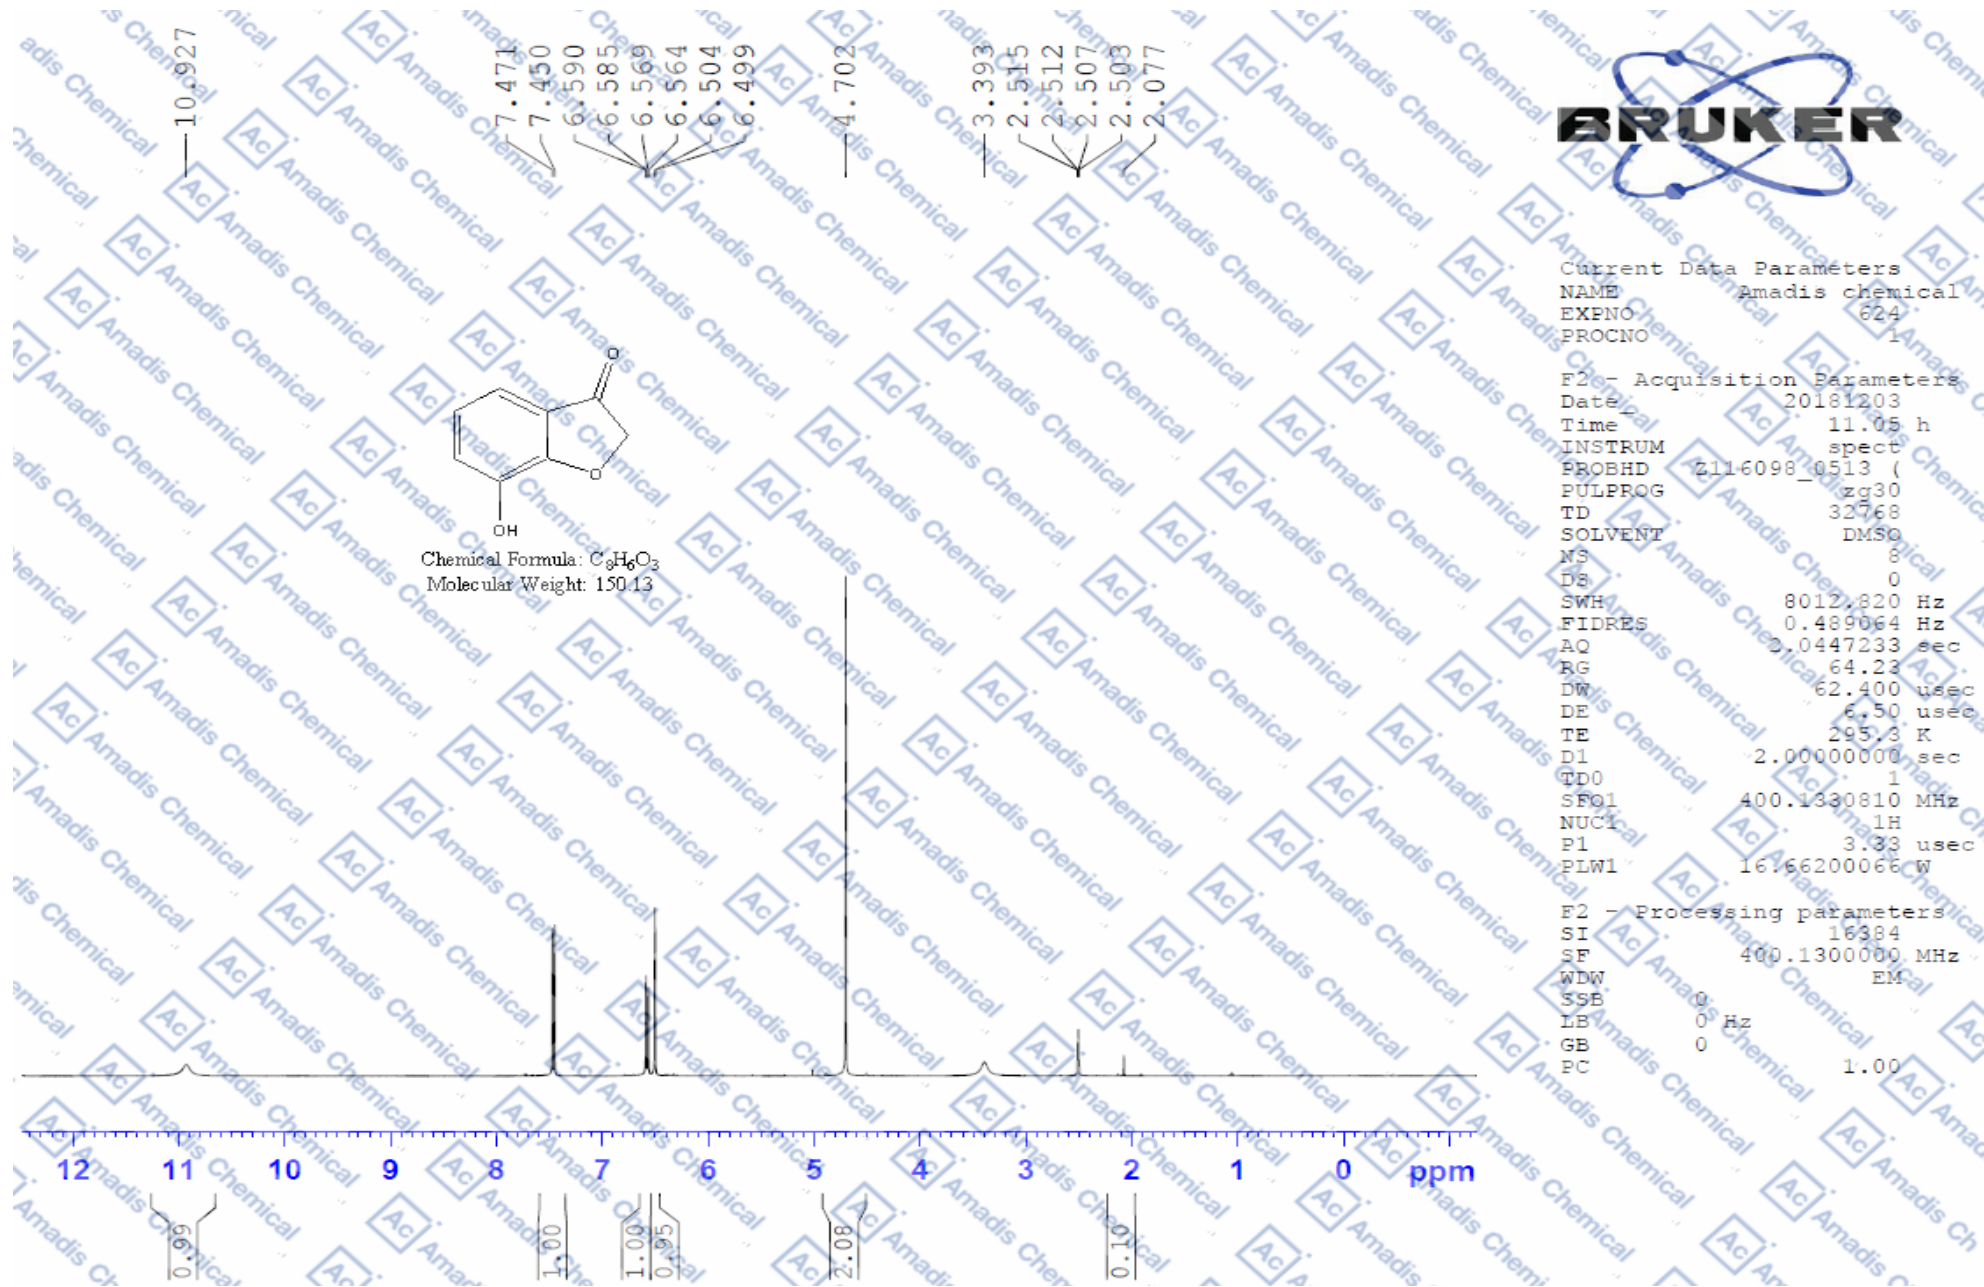 10.927
7.471
7.450
6.590
6.585
6.569
6.564
6.504
6.499
4.702
3.393
2.515
2.512
2.507
2.503
2.077
BRUKER
Current Data Parameters
NAME Amadis chemical
EXPNO 624
PROCNO 1
F2 - Acquisition Parameters
Date_ 20181203
Time 11.05 h
INSTRUM spect
PROBHD Z116098_0513 (
PULPROG zg30
TD 32768
SOLVENT DMSO
NS 8
DS 0
SWH 8012.820 Hz
FIDRES 0.489064 Hz
AQ 2.0447233 sec
RG 64.23
DW 62.400 usec
DE 6.50 usec
TE 295.3 K
D1 2.00000000 sec
TD0 1
SFO1 400.1330810 MHz
NUC1 1H
P1 3.33 usec
PLW1 16.66200066 W
F2 - Processing parameters
SI 16384
SF 400.1300000 MHz
WDW EM
SSB 0
LB 0 Hz
GB 0
PC 1.00
O
O
OH
Chemical Formula: C8H6O3
Molecular Weight: 150.13
12 11 10 9 8 7 6 5 4 3 2 1 0 ppm
0.99
1.00
1.00
0.95
2.08
0.10
Ac Amadis Chemical